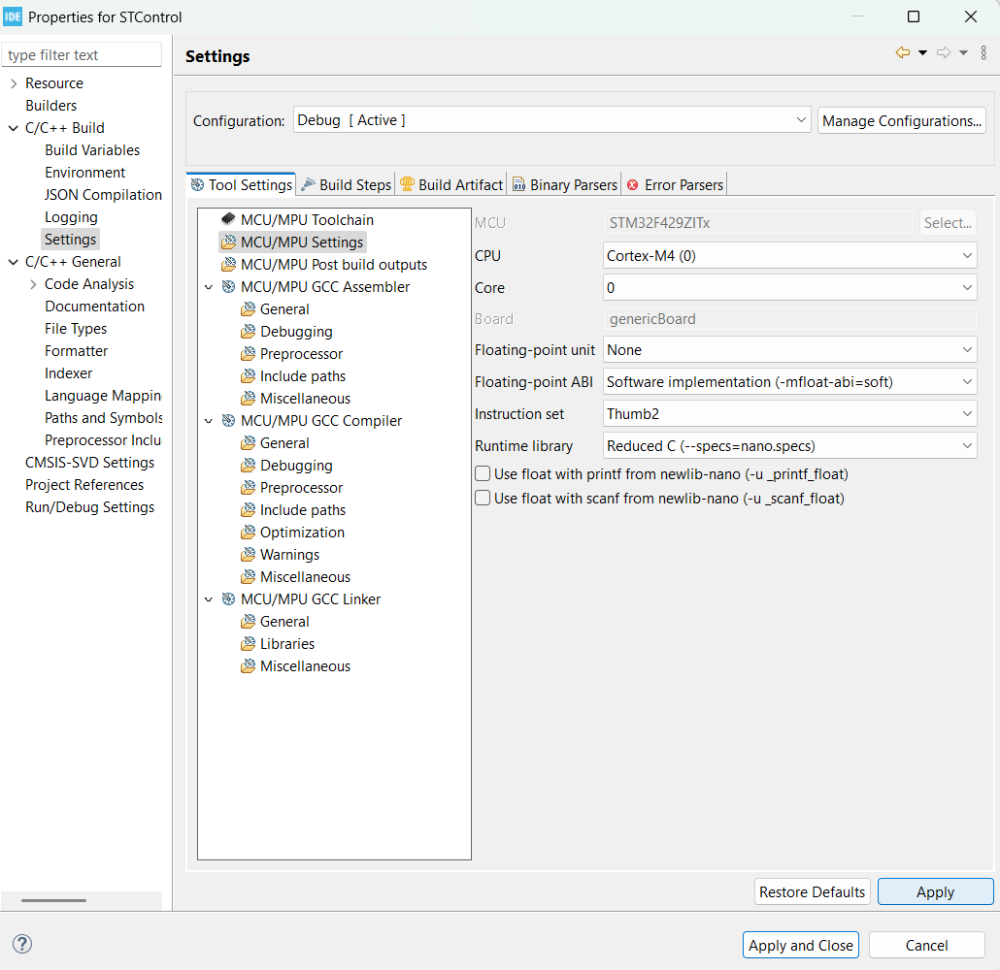 IDE Properties for STControl
type filter text
Resource
Builders
C/C++ Build
Build Variables
Environment
JSON Compilation
Logging
Settings
C/C++ General
Code Analysis
Documentation
File Types
Formatter
Indexer
Language Mappin
Paths and Symbols
Preprocessor Inclu
CMSIS-SVD Settings
Project References
Run/Debug Settings
Settings
Configuration: Debug [ Active ] Manage Configurations...
Tool Settings Build Steps Build Artifact Binary Parsers Error Parsers
MCU/MPU Toolchain
MCU/MPU Settings
MCU/MPU Post build outputs
MCU/MPU GCC Assembler
General
Debugging
Preprocessor
Include paths
Miscellaneous
MCU/MPU GCC Compiler
General
Debugging
Preprocessor
Include paths
Optimization
Warnings
Miscellaneous
MCU/MPU GCC Linker
General
Libraries
Miscellaneous
MCU STM32F429ZITx Select...
CPU Cortex-M4 (0)
Core 0
Board genericBoard
Floating-point unit None
Floating-point ABI Software implementation (-mfloat-abi=soft)
Instruction set Thumb2
Runtime library Reduced C (--specs=nano.specs)
Use float with printf from newlib-nano (-u _printf_float)
Use float with scanf from newlib-nano (-u _scanf_float)
Restore Defaults Apply
? Apply and Close Cancel